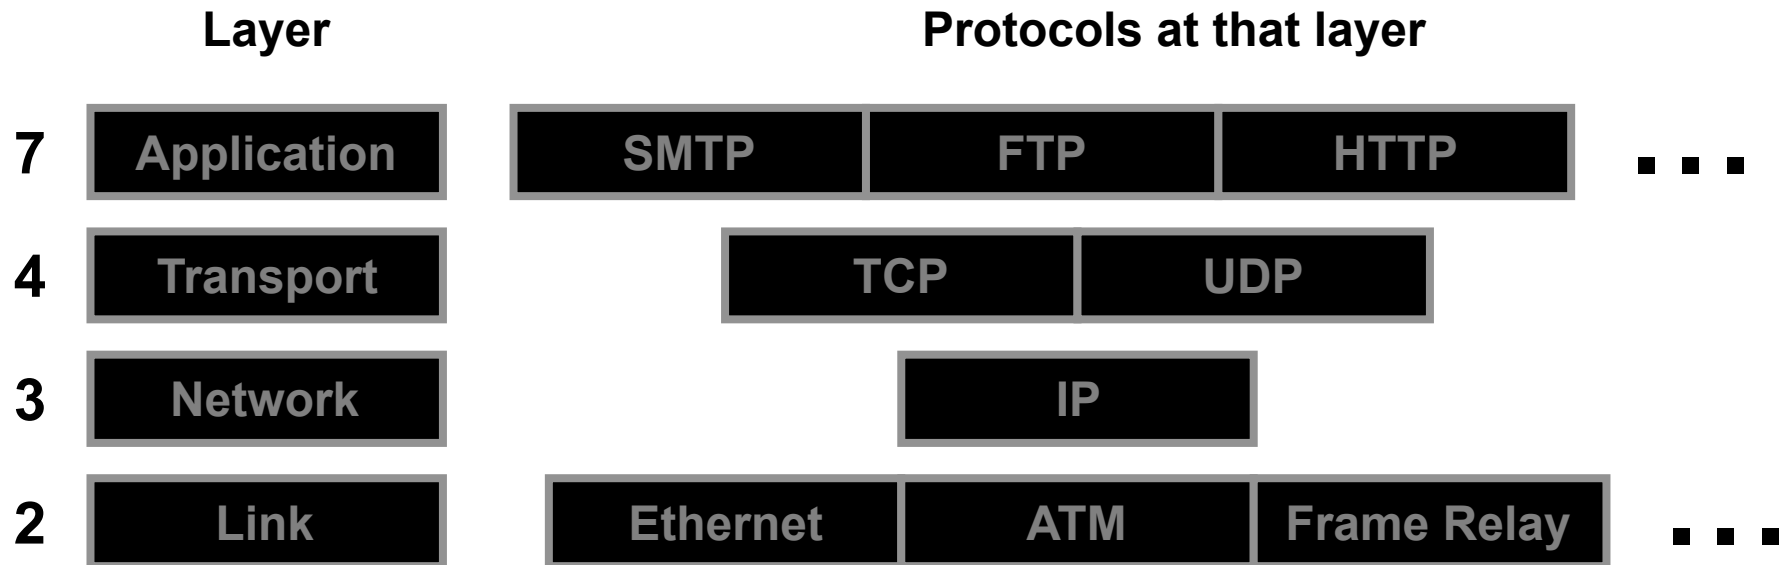 Layer Protocols at that layer
7 Application SMTP FTP HTTP ...
4 Transport TCP UDP
3 Network IP
2 Link Ethernet ATM Frame Relay ...